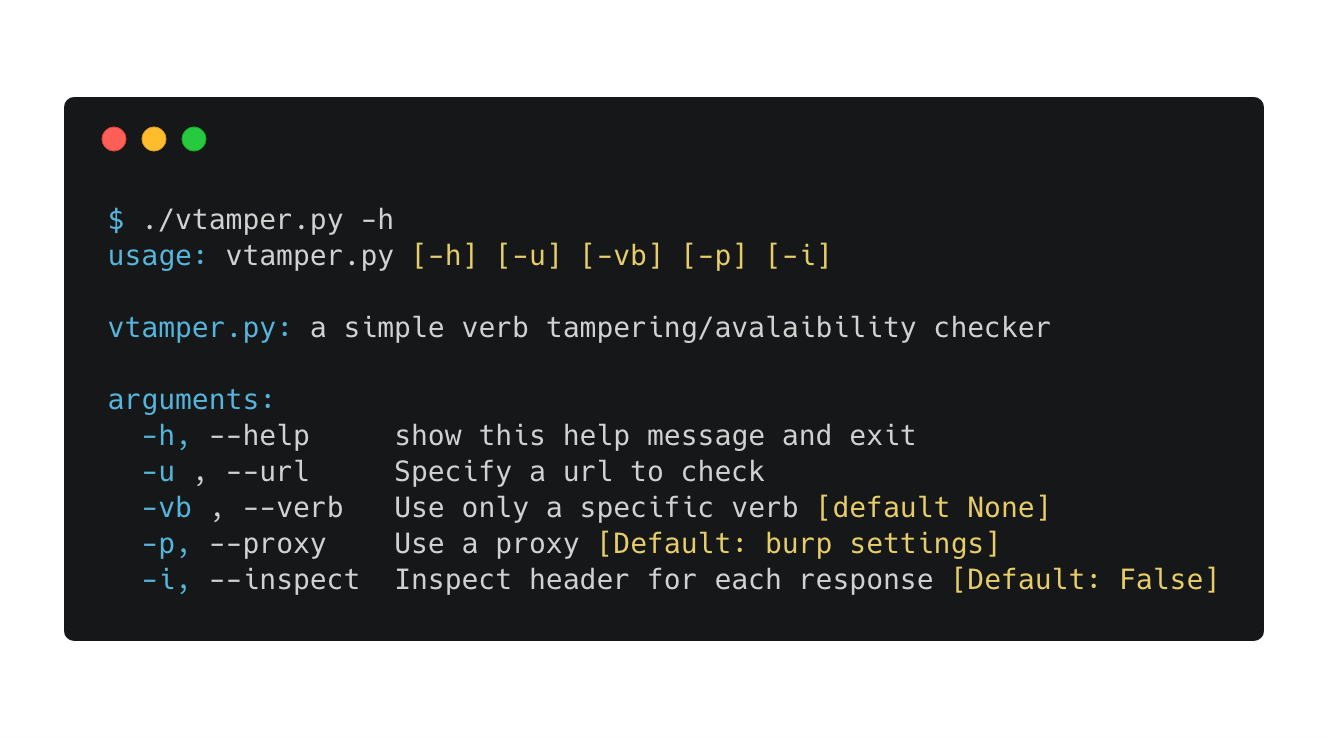 $ ./vtamper.py -h
usage: vtamper.py [-h] [-u] [-vb] [-p] [-i]
vtamper.py: a simple verb tampering/avalaibility checker
arguments:
-h, --help show this help message and exit
-u , --url Specify a url to check
-vb , --verb Use only a specific verb [default None]
-p, --proxy Use a proxy [Default: burp settings]
-i, --inspect Inspect header for each response [Default: False]